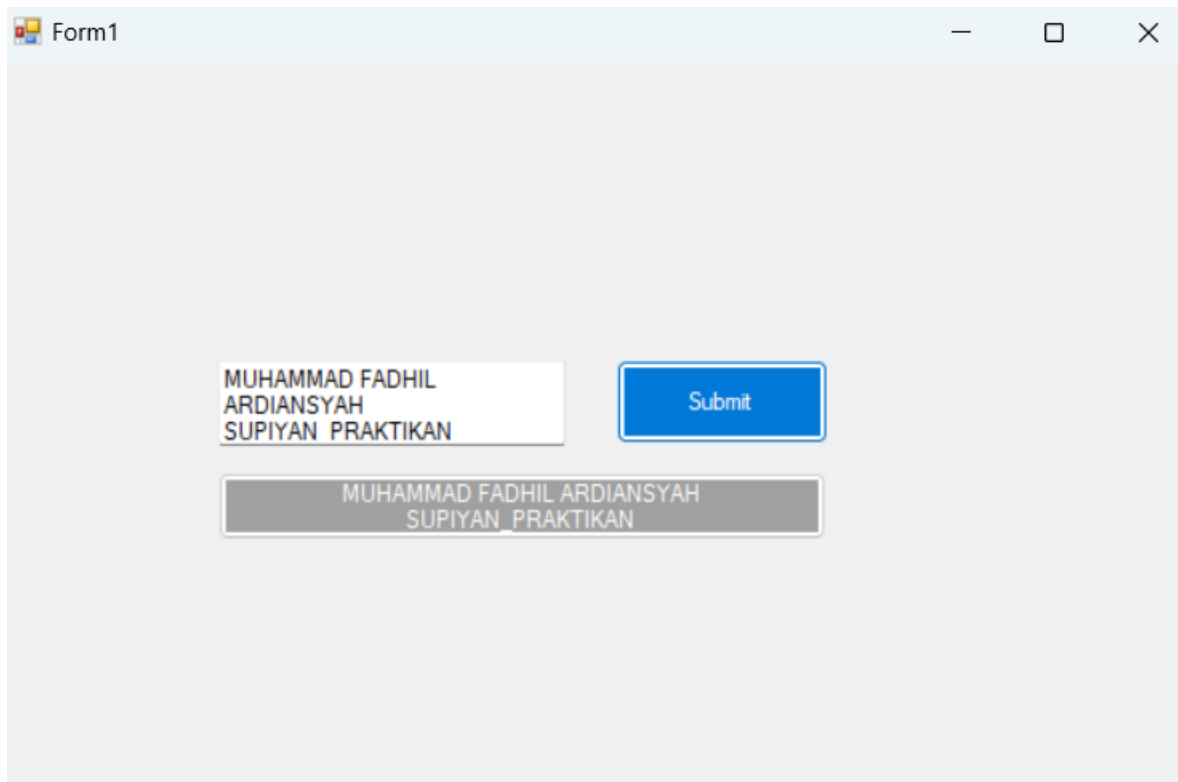 Form1
MUHAMMAD FADHIL
ARDIANSYAH
SUPIYAN_PRAKTIKAN
Submit
MUHAMMAD FADHIL ARDIANSYAH
SUPIYAN_PRAKTIKAN